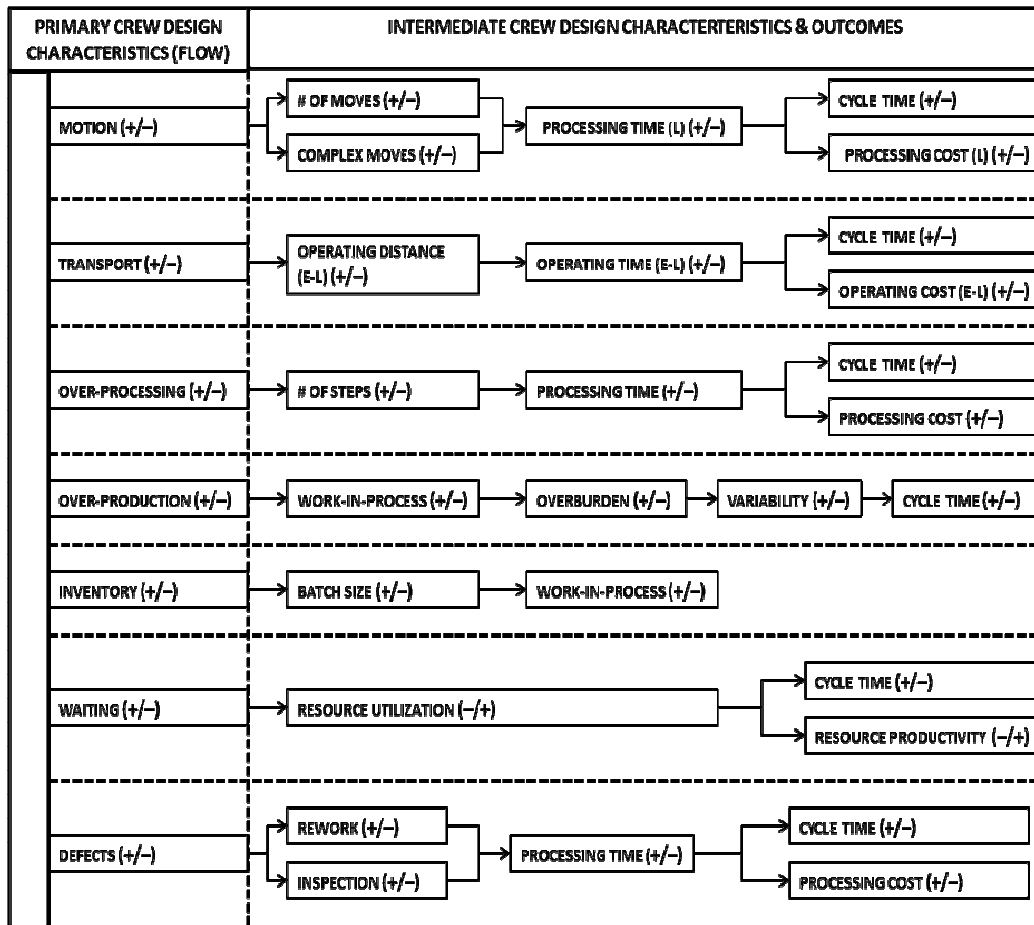 PRIMARY CREW DESIGN
CHARACTERISTICS (FLOW)
INTERMEDIATE CREW DESIGN CHARACTERTERISTICS & OUTCOMES
MOTION (+/–)
# OF MOVES (+/–)
COMPLEX MOVES (+/–)
PROCESSING TIME (L) (+/–)
CYCLE TIME (+/–)
PROCESSING COST (L) (+/–)
TRANSPORT (+/–)
OPERATING DISTANCE
(E-L) (+/–)
OPERATING TIME (E-L) (+/–)
CYCLE TIME (+/–)
OPERATING COST (E-L) (+/–)
OVER-PROCESSING (+/–)
# OF STEPS (+/–)
PROCESSING TIME (+/–)
CYCLE TIME (+/–)
PROCESSING COST (+/–)
OVER-PRODUCTION (+/–)
WORK-IN-PROCESS (+/–)
OVERBURDEN (+/–)
VARIABILITY (+/–)
CYCLE TIME (+/–)
INVENTORY (+/–)
BATCH SIZE (+/–)
WORK-IN-PROCESS (+/–)
WAITING (+/–)
RESOURCE UTILIZATION (–/+)
CYCLE TIME (+/–)
RESOURCE PRODUCTIVITY (–/+)
DEFECTS (+/–)
REWORK (+/–)
INSPECTION (+/–)
PROCESSING TIME (+/–)
CYCLE TIME (+/–)
PROCESSING COST (+/–)